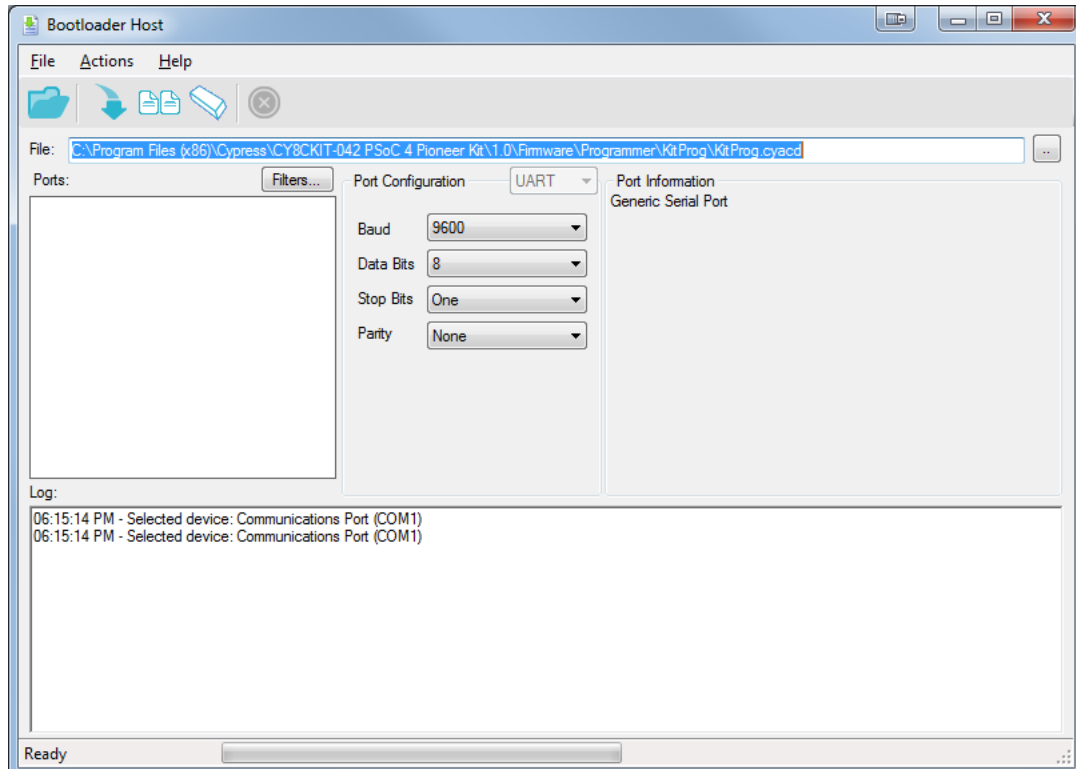 Bootloader Host
File Actions Help
File: C:\Program Files (x86)\Cypress\CY8CKIT-042 PSoC 4 Pioneer Kit\1.0\Firmware\Programmer\KitProg\KitProg.cyacd ..
Ports: Filters... Port Configuration UART Port Information
Generic Serial Port
Baud 9600
Data Bits 8
Stop Bits One
Parity None
Log:
06:15:14 PM - Selected device: Communications Port (COM1)
06:15:14 PM - Selected device: Communications Port (COM1)
Ready